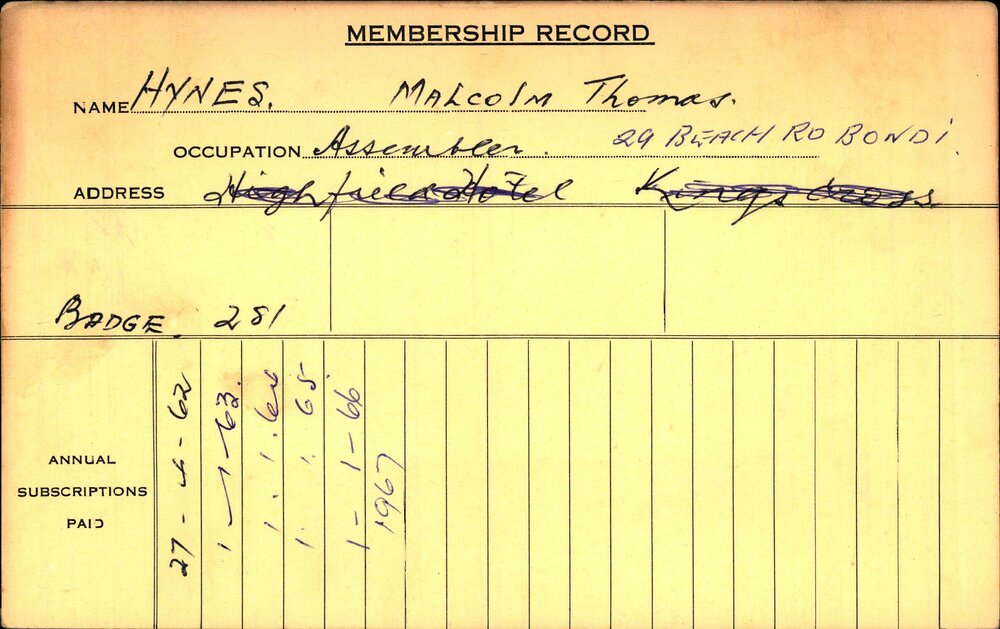 MEMBERSHIP RECORD
NAME HYNES. MALCOLM Thomas.
OCCUPATION Assembler. 29 BEACH RD BONDI.
ADDRESS Highfield Hotel Kings Cross.
BADGE. 281
ANNUAL SUBSCRIPTIONS PAID
27-4-62
1-1-63.
1.1.64
1.1.65.
1-1-66
1967